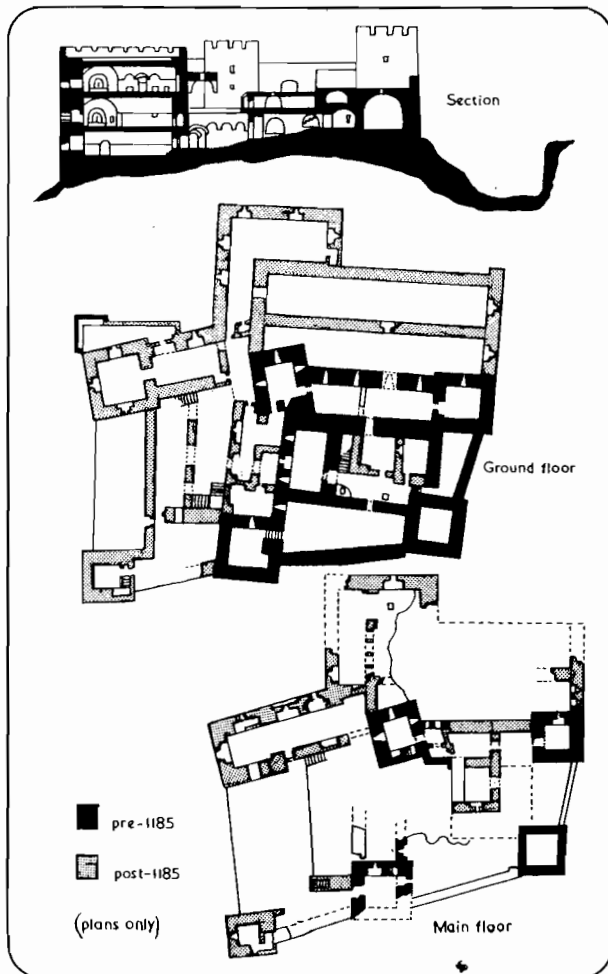 Section
Ground floor
pre-1185
post-1185
(plans only)
Main floor